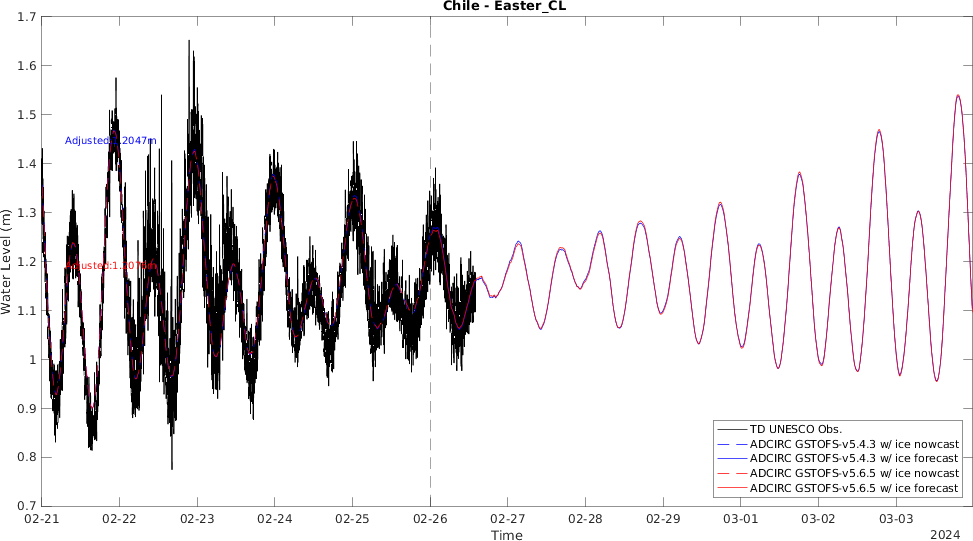 Chile - Easter_CL
Water Level (m)
1.7
1.6
1.5
1.4
1.3
1.2
1.1
1
0.9
0.8
0.7
Adjusted:
2047m
Adjusted:1.
TD UNESCO Obs.
ADCIRC GSTOFS-v5.4.3 w/ ice nowcast
ADCIRC GSTOFS-v5.4.3 w/ ice forecast
ADCIRC GSTOFS-v5.6.5 w/ ice nowcast
ADCIRC GSTOFS-v5.6.5 w/ ice forecast
02-21 02-22 02-23 02-24 02-25 02-26 02-27 02-28 02-29 03-01 03-02 03-03
Time
2024